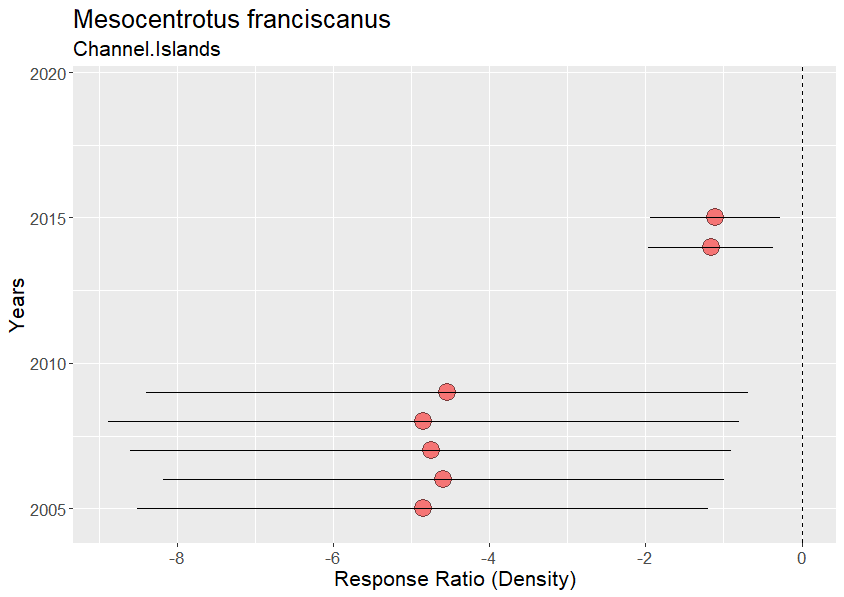 Mesocentrotus franciscanus
Channel.Islands
Years
2020
2015
2010
2005
-8 -6 -4 -2 0
Response Ratio (Density)